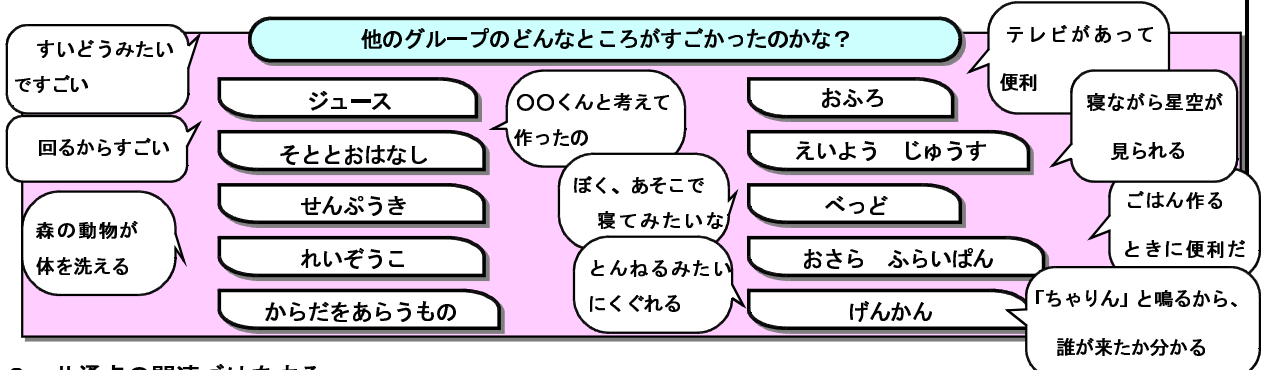 他のグループのどんなところがすごかったのかな？
すいどうみたい
ですごい
回るからすごい
森の動物が
体を洗える
ジュース
そととおはなし
せんぷうき
れいぞうこ
からだをあらうもの
〇〇くんと考えて
作ったの
ぼく、あそこで
寝てみたいな
とんねるみたい
にくぐれる
おふろ
えいよう　じゅうす
べっど
おさら　ふらいぱん
げんかん
テレビがあって
便利
寝ながら星空が
見られる
ごはん作る
ときに便利だ
「ちゃりん」と鳴るから、
誰が来たか分かる